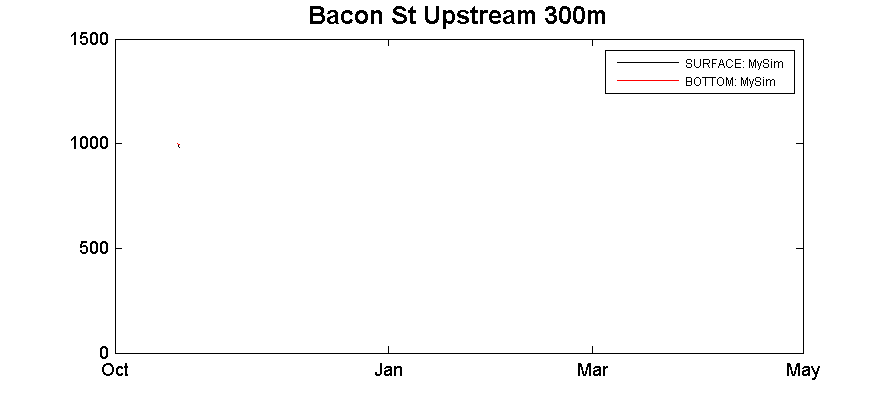 Bacon St Upstream 300m
1500
SURFACE: MySim
BOTTOM: MySim
1000
500
0
Oct Jan Mar May